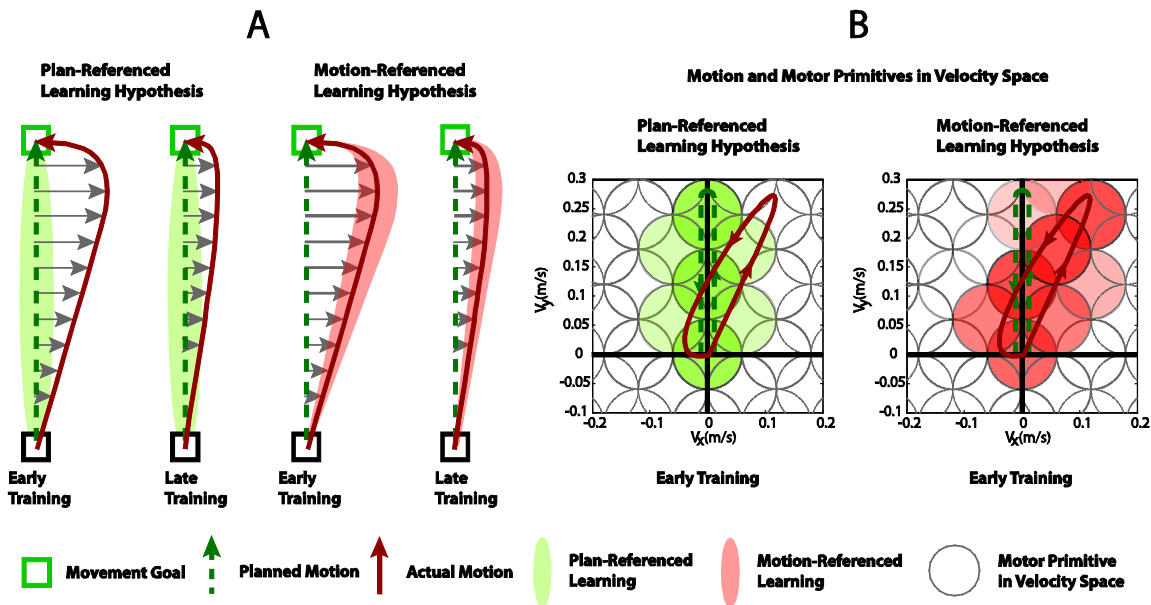 A
B
Plan-Referenced
Learning Hypothesis
Motion-Referenced
Learning Hypothesis
Early
Training
Late
Training
Early
Training
Late
Training
Motion and Motor Primitives in Velocity Space
Plan-Referenced
Learning Hypothesis
Motion-Referenced
Learning Hypothesis
0.3
0.25
0.2
0.15
0.1
0.05
0
-0.05
-0.1
Vy(m/s)
-0.2
-0.1
0
0.1
0.2
Vx(m/s)
Early Training
0.3
0.25
0.2
0.15
0.1
0.05
0
-0.05
-0.1
Vy(m/s)
-0.2
-0.1
0
0.1
0.2
Vx(m/s)
Early Training
Movement Goal
Planned Motion
Actual Motion
Plan-Referenced
Learning
Motion-Referenced
Learning
Motor Primitive
in Velocity Space